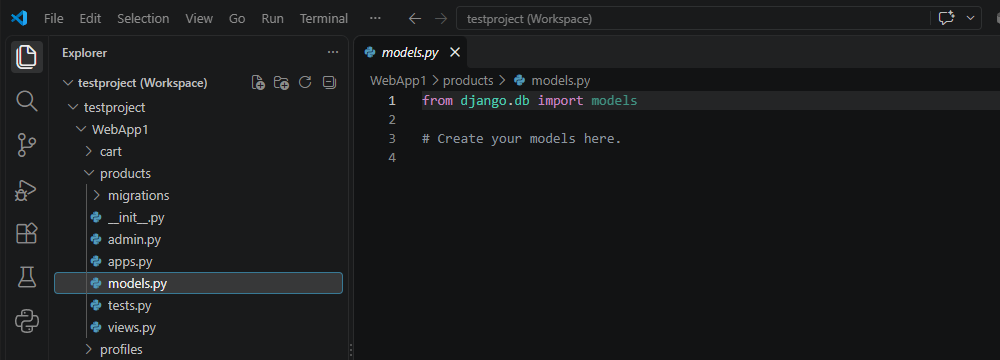 File Edit Selection View Go Run Terminal ···
testproject (Workspace)
Explorer
testproject (Workspace)
testproject
WebApp1
cart
products
migrations
__init__.py
admin.py
apps.py
models.py
tests.py
views.py
profiles
models.py
WebApp1 > products > models.py
1 from django.db import models
2
3 # Create your models here.
4